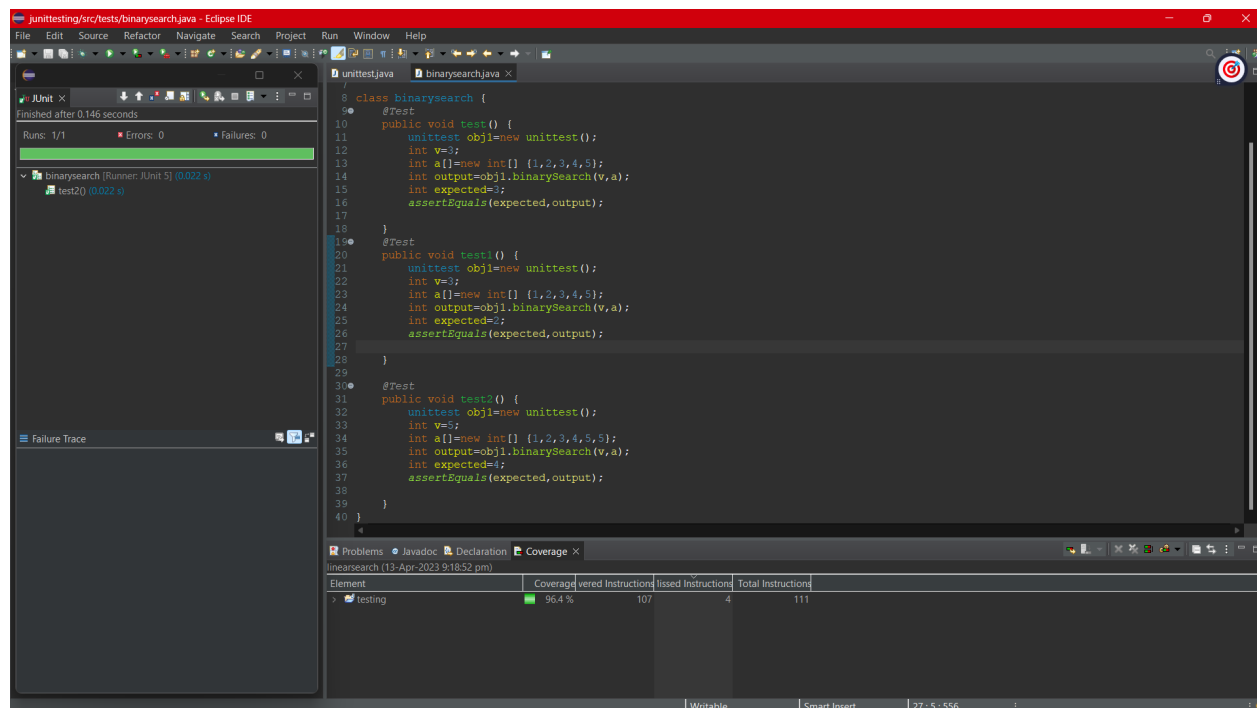 junittesting/src/tests/binarysearch.java - Eclipse IDE
File Edit Source Refactor Navigate Search Project Run Window Help
unittest.java binarysearch.java
JUnit
Finished after 0.146 seconds
Runs: 1/1 Errors: 0 Failures: 0
binarysearch [Runner: JUnit 5] (0.022 s)
test2() (0.022 s)
Failure Trace
7
8 class binarysearch {
9 @Test
10 public void test() {
11 unittest obj1=new unittest();
12 int v=3;
13 int a[]=new int[] {1,2,3,4,5};
14 int output=obj1.binarySearch(v,a);
15 int expected=3;
16 assertEquals(expected,output);
17
18 }
19 @Test
20 public void test1() {
21 unittest obj1=new unittest();
22 int v=3;
23 int a[]=new int[] {1,2,3,4,5};
24 int output=obj1.binarySearch(v,a);
25 int expected=2;
26 assertEquals(expected,output);
27
28 }
29
30 @Test
31 public void test2() {
32 unittest obj1=new unittest();
33 int v=5;
34 int a[]=new int[] {1,2,3,4,5,5};
35 int output=obj1.binarySearch(v,a);
36 int expected=4;
37 assertEquals(expected,output);
38
39 }
40 }
Problems Javadoc Declaration Coverage
linearsearch (13-Apr-2023 9:18:52 pm)
Element Coverage vered Instructions lissed Instructions Total Instructions
testing 96.4 % 107 4 111
Writable Smart Insert 27 : 5 : 556